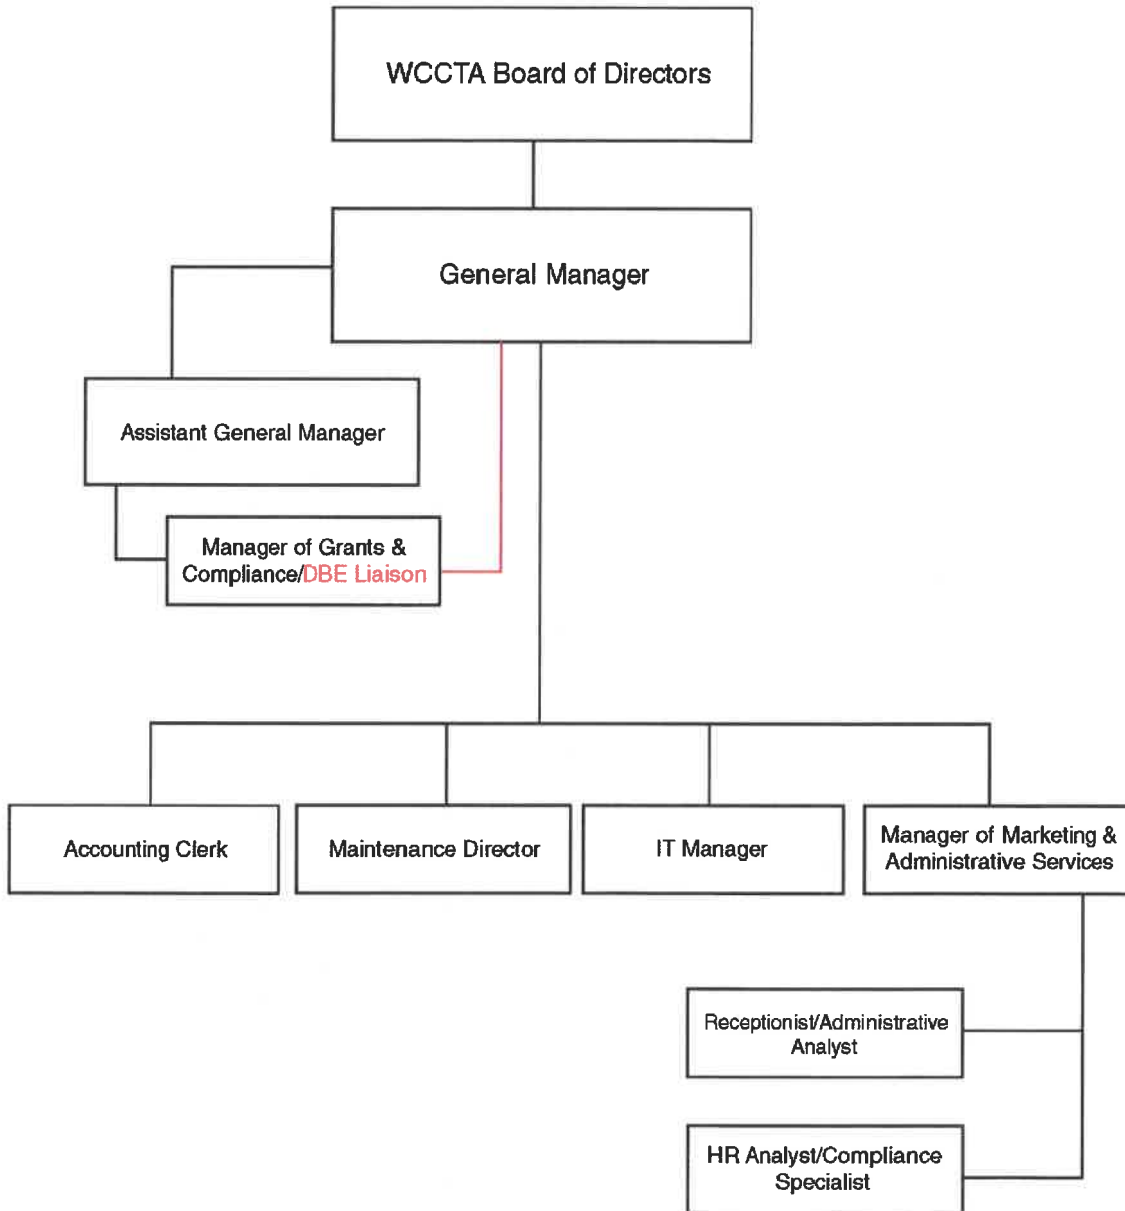 WCCTA Board of Directors
General Manager
Assistant General Manager
Manager of Grants &
Compliance/DBE Liaison
Accounting Clerk
Maintenance Director
IT Manager
Manager of Marketing &
Administrative Services
Receptionist/Administrative
Analyst
HR Analyst/Compliance
Specialist